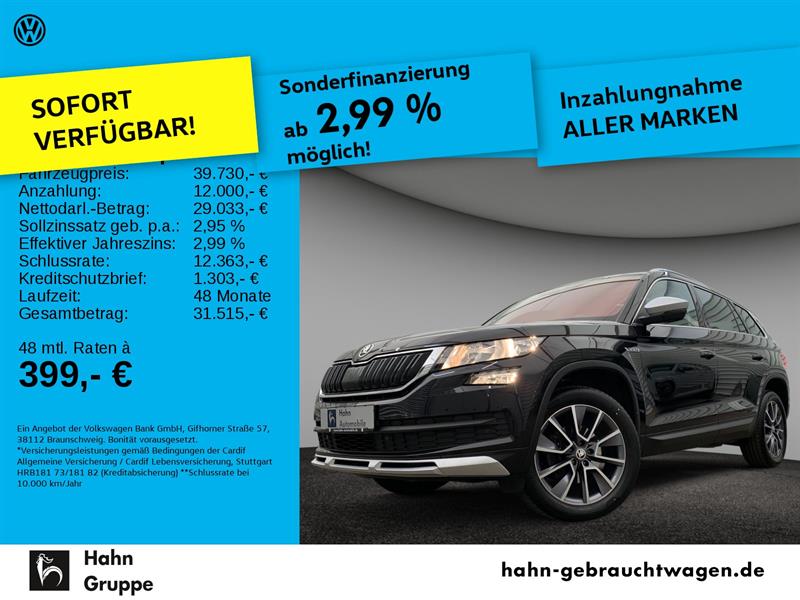 SOFORT
VERFÜGBAR!
Sonderfinanzierung
ab 2,99 %
möglich!
Inzahlungnahme
ALLER MARKEN
Fahrzeugpreis: 39.730,- €
Anzahlung: 12.000,- €
Nettodarl.-Betrag: 29.033,- €
Sollzinssatz geb. p.a.: 2,95 %
Effektiver Jahreszins: 2,99 %
Schlussrate: 12.363,- €
Kreditschutzbrief: 1.303,- €
Laufzeit: 48 Monate
Gesamtbetrag: 31.515,- €
48 mtl. Raten à
399,- €
Ein Angebot der Volkswagen Bank GmbH, Gifhorner Straße 57,
38112 Braunschweig. Bonität vorausgesetzt.
*Versicherungsleistungen gemäß Bedingungen der Cardif
Allgemeine Versicherung / Cardif Lebensversicherung, Stuttgart
HRB181 73/181 82 (Kreditabsicherung) **Schlussrate bei
10.000 km/Jahr
Hahn
Automobile
Hahn
Gruppe
hahn-gebrauchtwagen.de